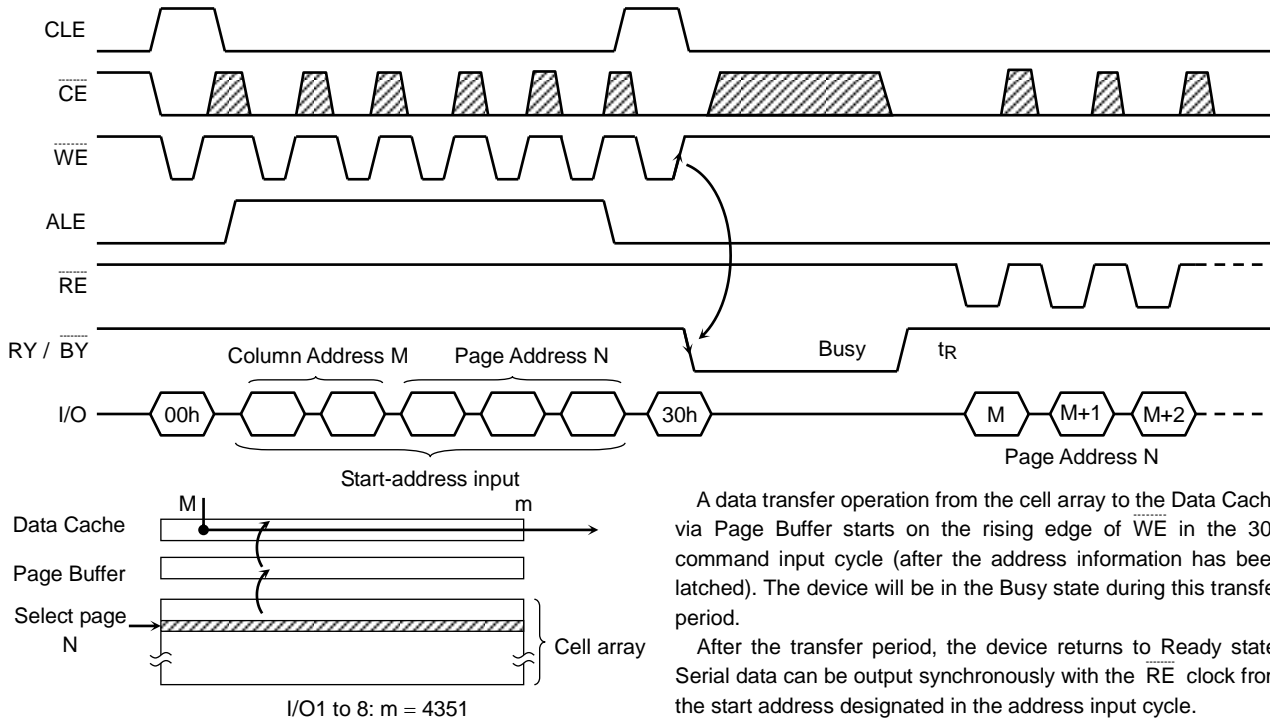 CLE
CE
WE
ALE
RE
RY / BY
Busy
tR
Column Address M
Page Address N
I/O
00h
30h
M
M+1
M+2
Page Address N
Start-address input
M
m
Data Cache
Page Buffer
Select page
N
Cell array
I/O1 to 8: m = 4351
A data transfer operation from the cell array to the Data Cach
via Page Buffer starts on the rising edge of WE in the 30
command input cycle (after the address information has bee
latched). The device will be in the Busy state during this transfe
period.
After the transfer period, the device returns to Ready state
Serial data can be output synchronously with the RE clock from
the start address designated in the address input cycle.